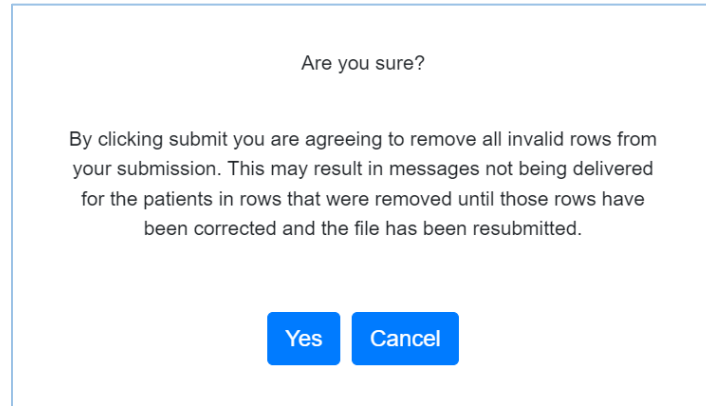 Are you sure?
By clicking submit you are agreeing to remove all invalid rows from
your submission. This may result in messages not being delivered
for the patients in rows that were removed until those rows have
been corrected and the file has been resubmitted.
Yes Cancel